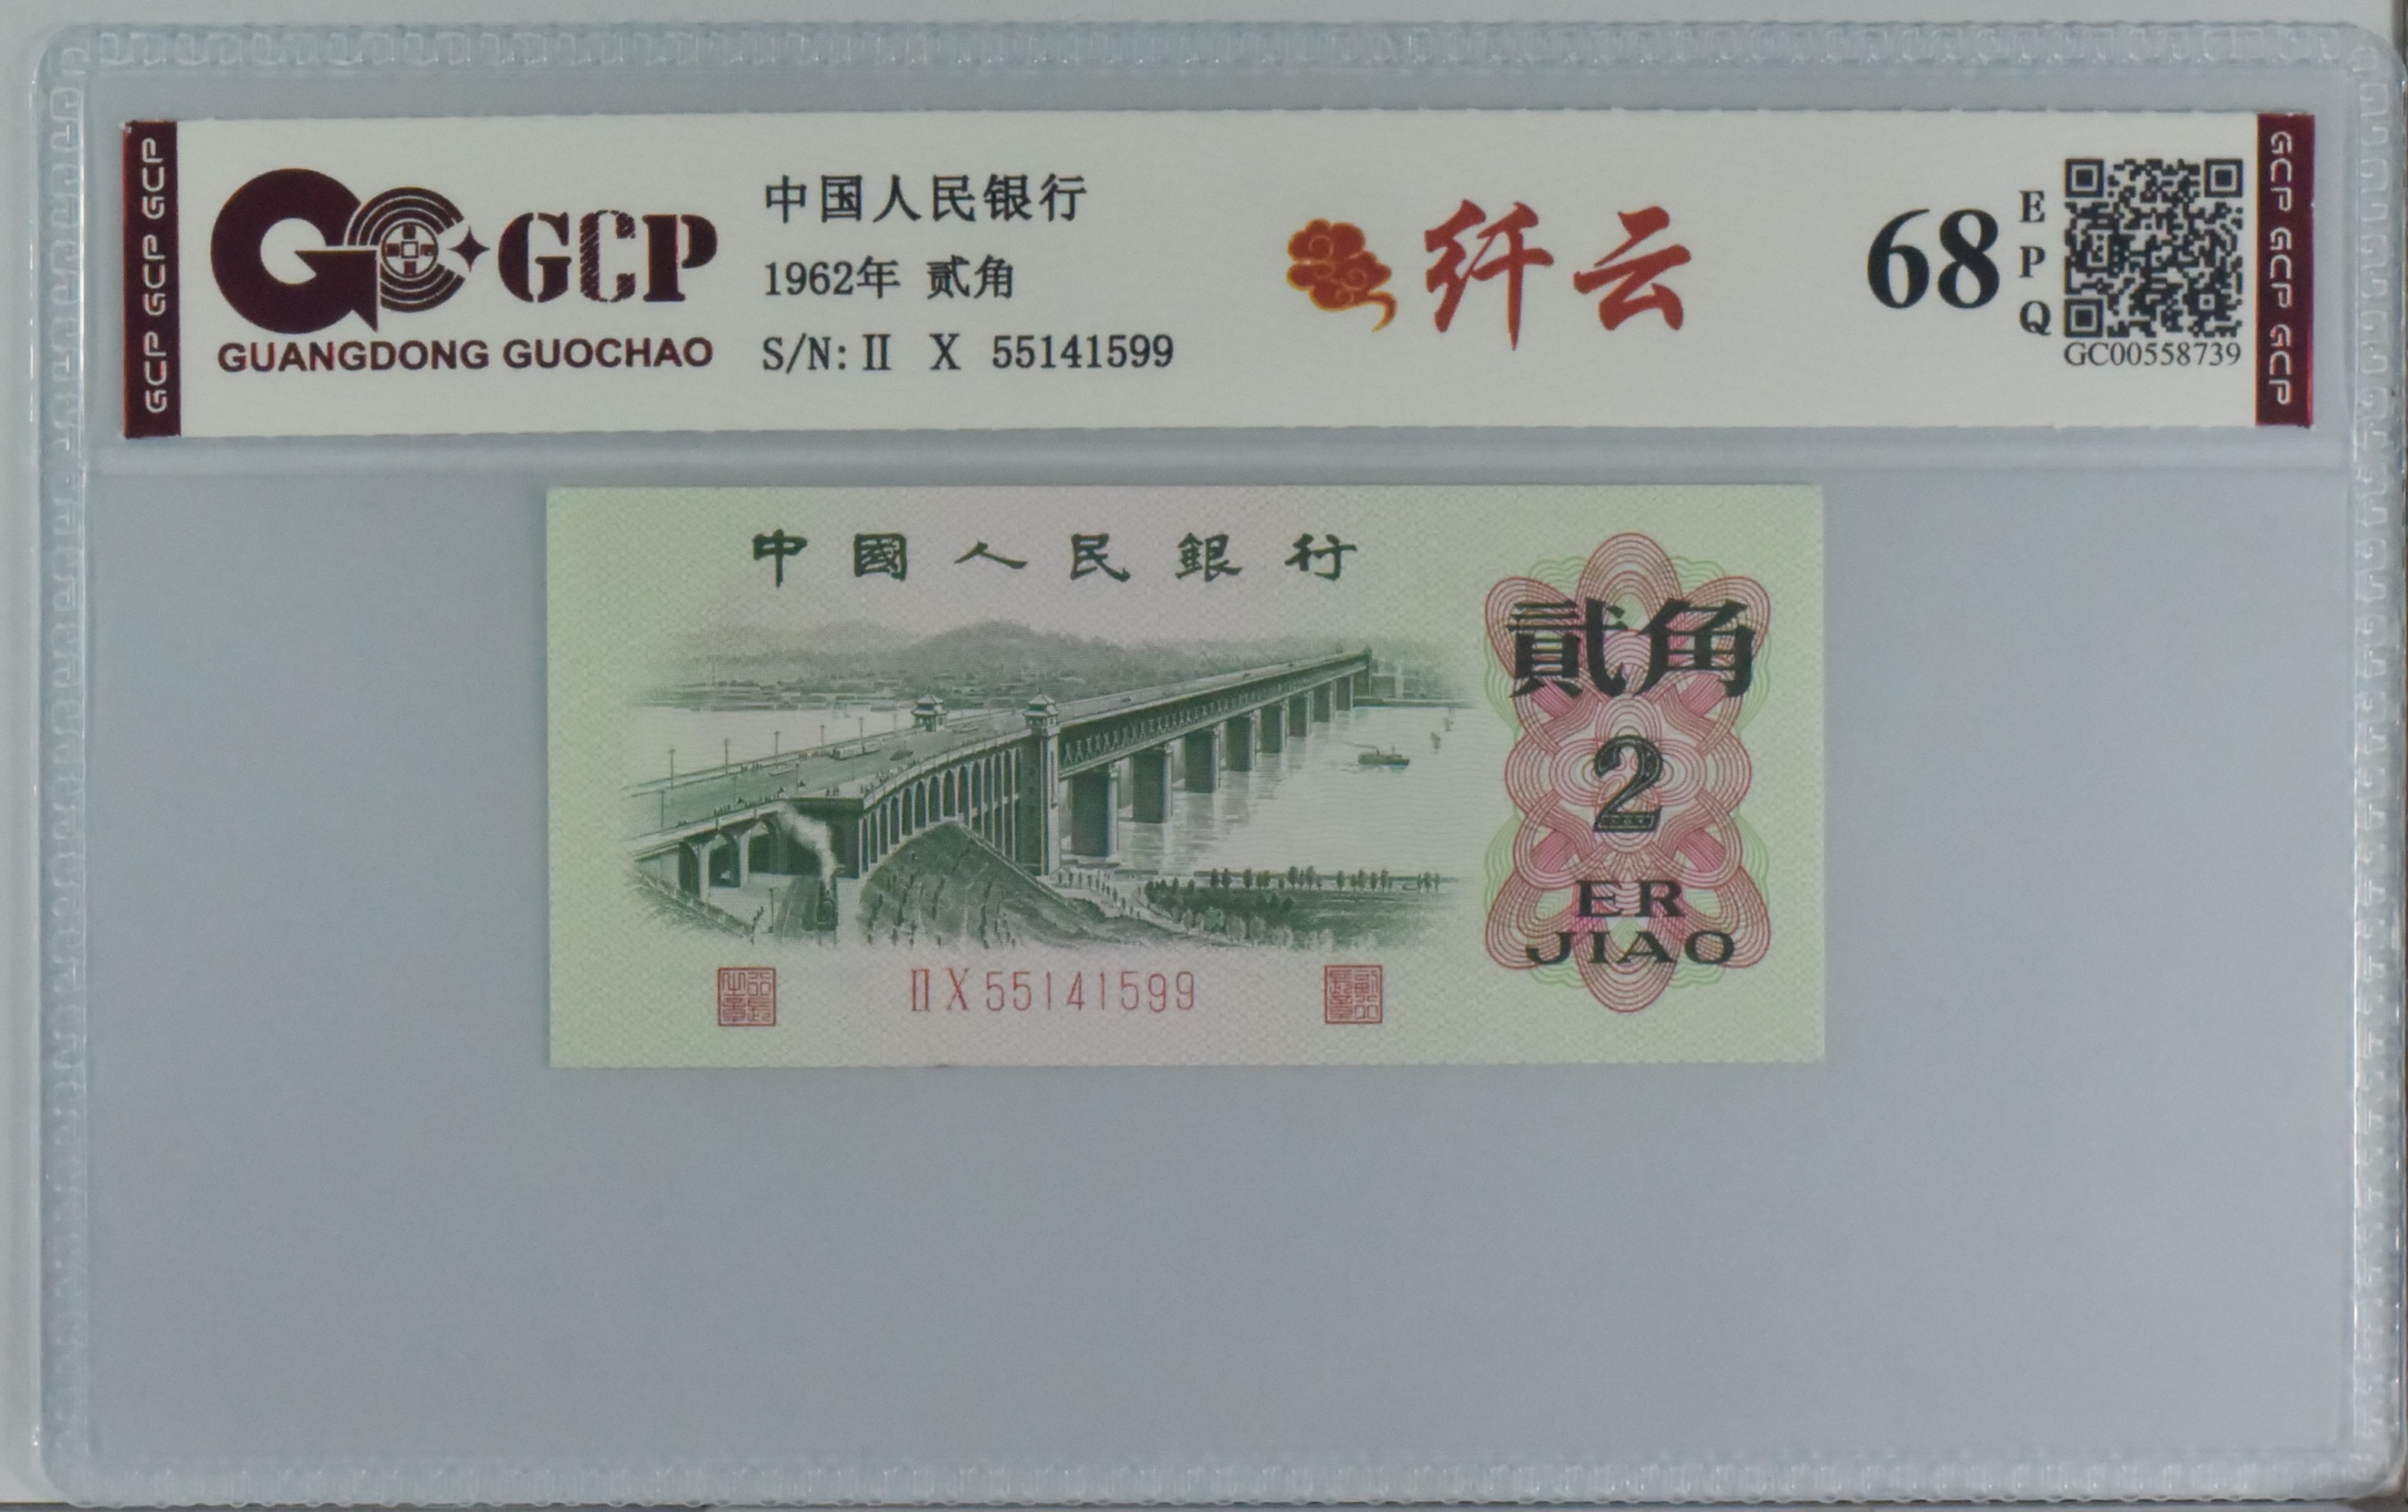 GCP GCP GCP
GCP
GUANGDONG GUOCHAO
中国人民银行
1962年 贰角
S/N: II X 55141599
纤云
68
EPQ
GC00558739
GCP GCP GCP
中國人民銀行
貳角
2
ER
JIAO
II X 55141599